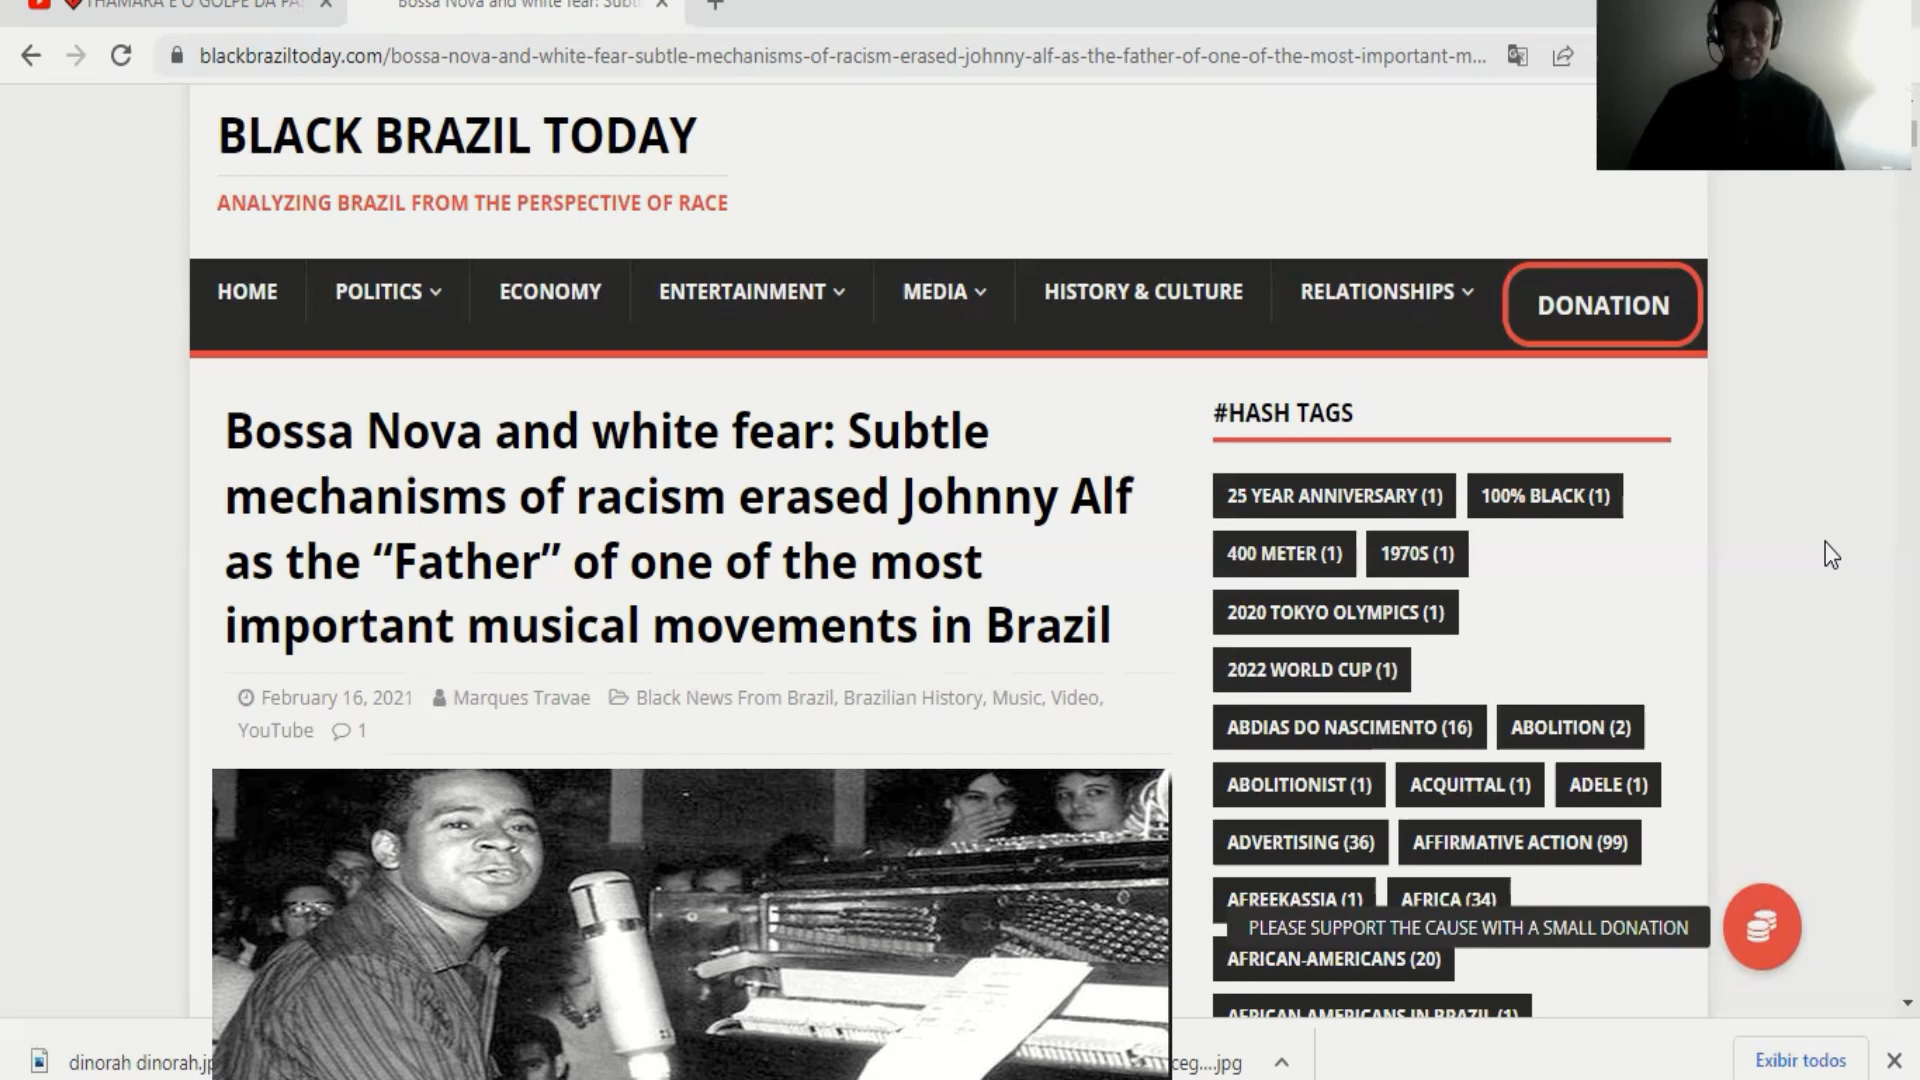 THAMARA E O GOLPE DA PA
Bossa Nova and white fear: Subt
blackbraziltoday.com/bossa-nova-and-white-fear-subtle-mechanisms-of-racism-erased-johnny-alf-as-the-father-of-one-of-the-most-important-m...
BLACK BRAZIL TODAY
ANALYZING BRAZIL FROM THE PERSPECTIVE OF RACE
HOME POLITICS ECONOMY ENTERTAINMENT MEDIA HISTORY & CULTURE RELATIONSHIPS DONATION
Bossa Nova and white fear: Subtle
mechanisms of racism erased Johnny Alf
as the “Father” of one of the most
important musical movements in Brazil
February 16, 2021 Marques Travae Black News From Brazil, Brazilian History, Music, Video,
YouTube 1
#HASH TAGS
25 YEAR ANNIVERSARY (1) 100% BLACK (1)
400 METER (1) 1970S (1)
2020 TOKYO OLYMPICS (1)
2022 WORLD CUP (1)
ABDIAS DO NASCIMENTO (16) ABOLITION (2)
ABOLITIONIST (1) ACQUITTAL (1) ADELE (1)
ADVERTISING (36) AFFIRMATIVE ACTION (99)
AFREEKASSIA (1) AFRICA (34)
PLEASE SUPPORT THE CAUSE WITH A SMALL DONATION
AFRICAN-AMERICANS (20)
AFRICAN AMERICANS IN BRAZIL (1)
dinorah dinorah.jp
ceg....jpg
Exibir todos